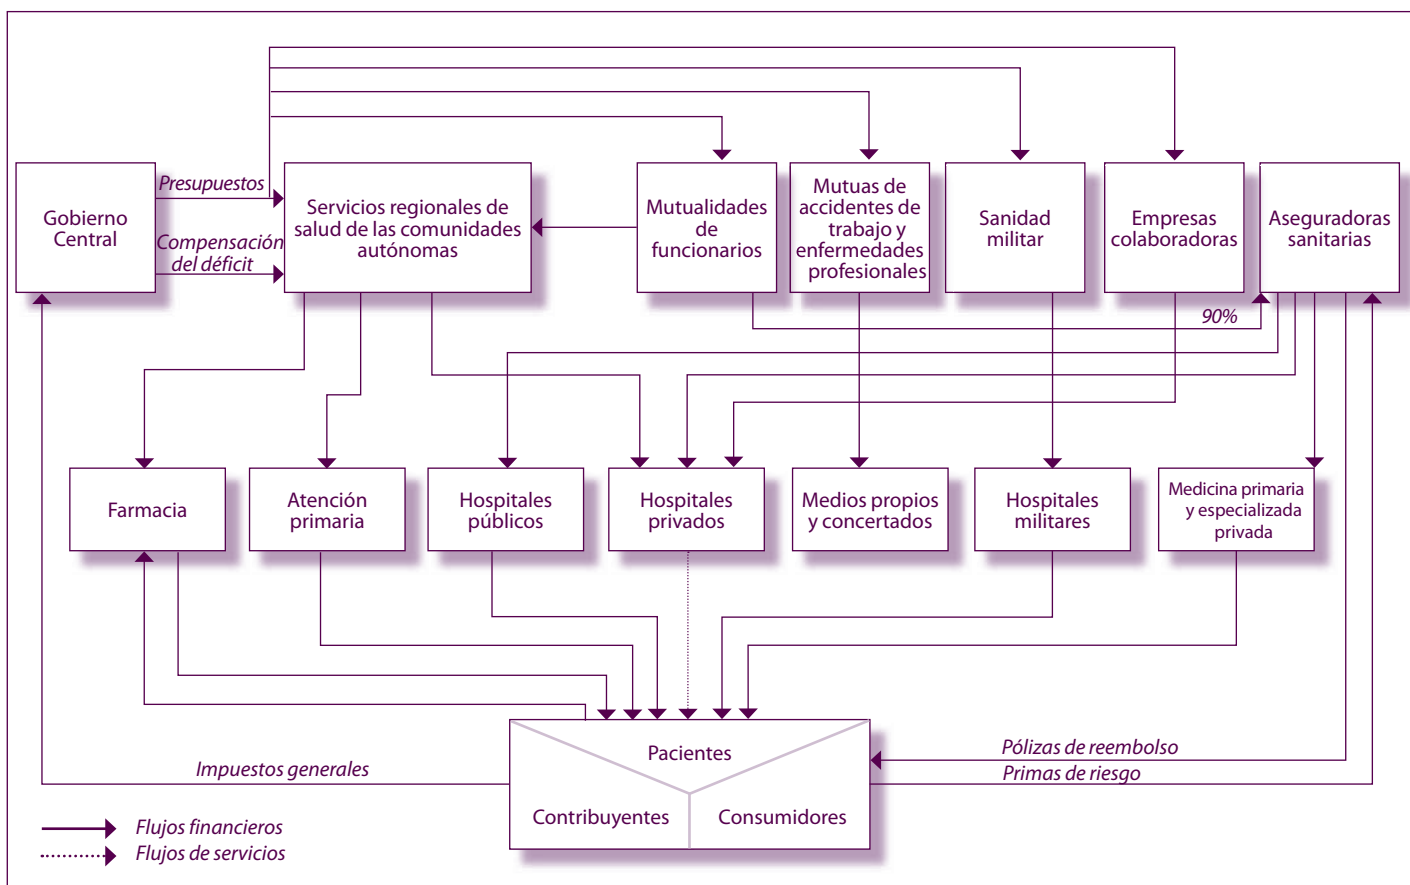 Presupuestos
Compensación
del déficit
Gobierno
Central
Servicios regionales de
salud de las comunidades
autónomas
Mutualidades
de
funcionarios
Mutuas de
accidentes de
trabajo y
enfermedades
profesionales
Sanidad
militar
Empresas
colaboradoras
Aseguradoras
sanitarias
90%
Farmacia
Atención
primaria
Hospitales
públicos
Hospitales
privados
Medios propios
y concertados
Hospitales
militares
Medicina primaria
y especializada
privada
Pacientes
Contribuyentes
Consumidores
Impuestos generales
Pólizas de reembolso
Primas de riesgo
Flujos financieros
Flujos de servicios